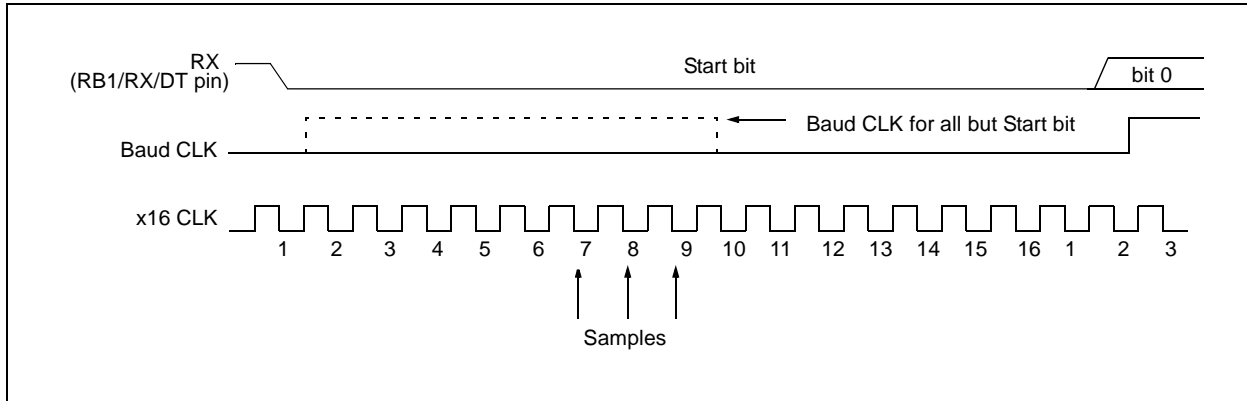 RX
(RB1/RX/DT pin)
Start bit
bit 0
Baud CLK for all but Start bit
Baud CLK
x16 CLK
1 2 3 4 5 6 7 8 9 10 11 12 13 14 15 16 1 2 3
Samples